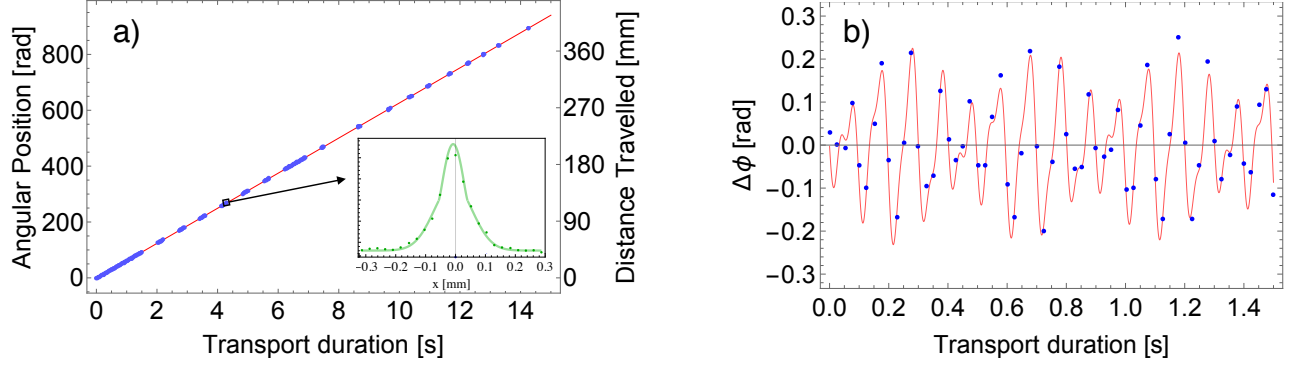 a)
Angular Position [rad]
800
600
400
200
0
360
270
180
90
0
Distance Travelled [mm]
−0.3 −0.2 −0.1 0.0 0.1 0.2 0.3
x [mm]
0 2 4 6 8 10 12 14
Transport duration [s]
b)
Δϕ [rad]
0.3
0.2
0.1
0.0
−0.1
−0.2
−0.3
0.0 0.2 0.4 0.6 0.8 1.0 1.2 1.4
Transport duration [s]